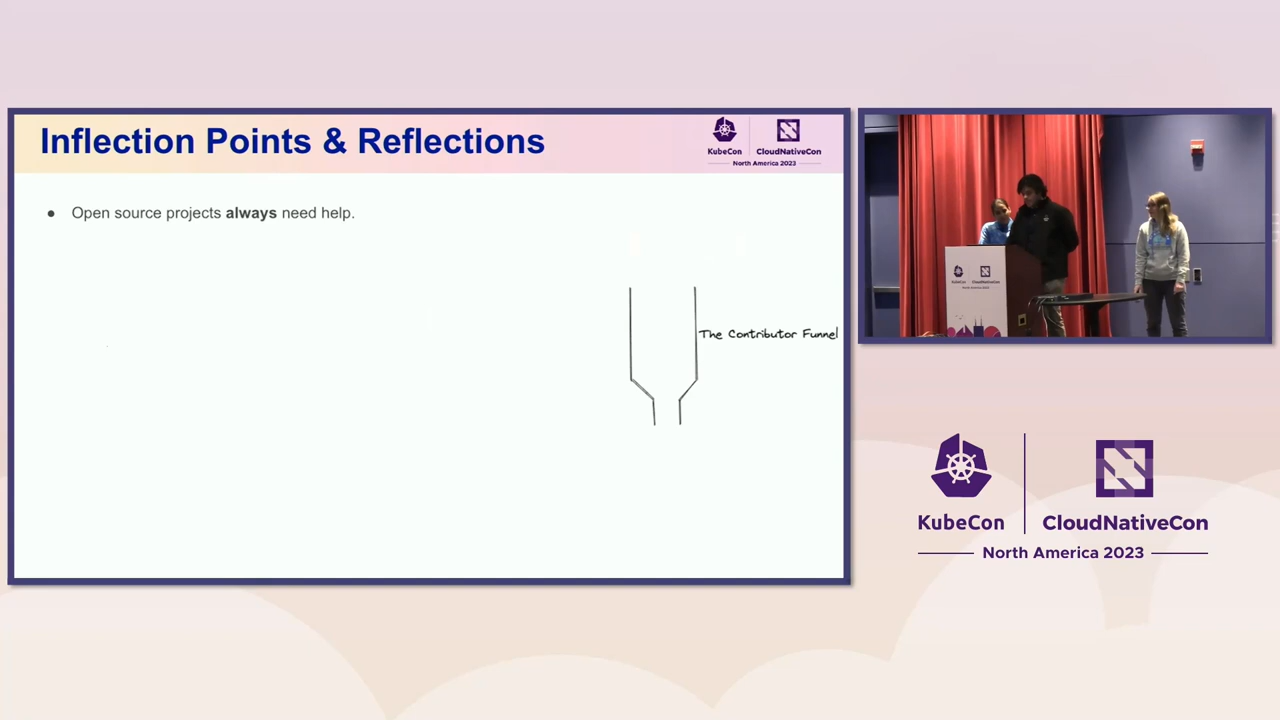 Inflection Points & Reflections
KubeCon
CloudNativeCon
North America 2023
● Open source projects always need help.
The Contributor Funnel
KubeCon
CloudNativeCon
North America 2023